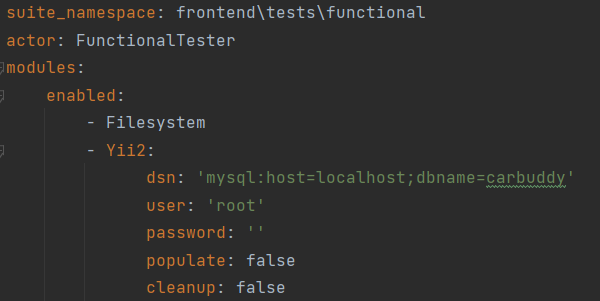 suite_namespace: frontend\tests\functional
actor: FunctionalTester
modules:
enabled:
- Filesystem
- Yii2:
dsn: 'mysql:host=localhost;dbname=carbuddy'
user: 'root'
password: ''
populate: false
cleanup: false